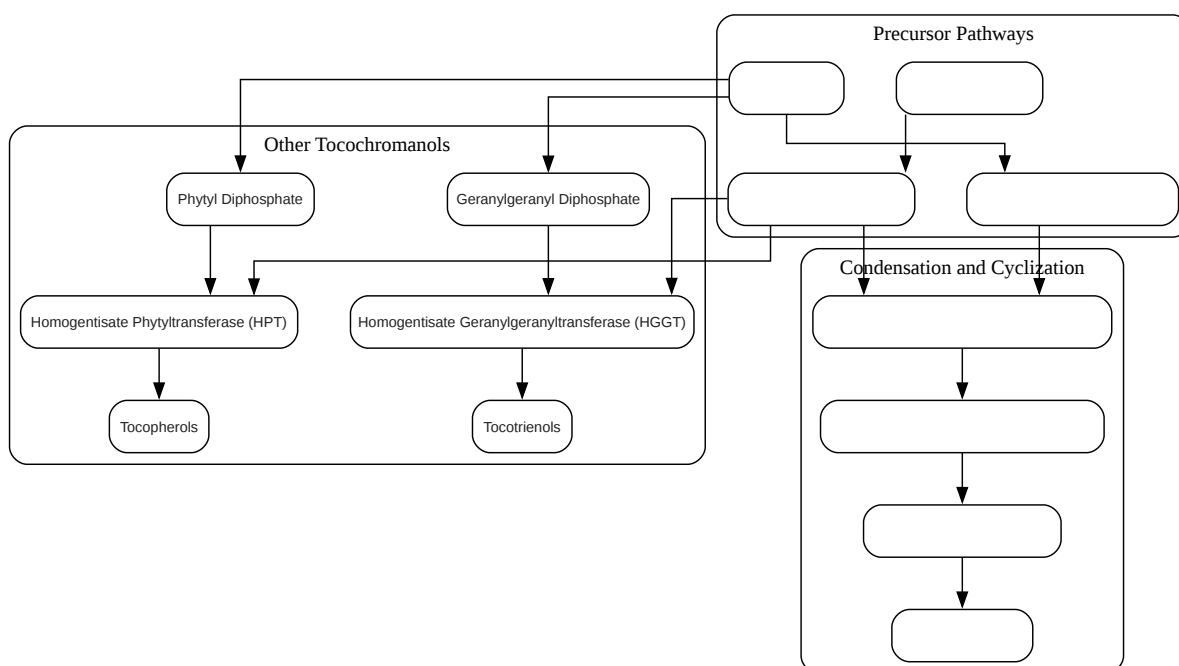 Precursor Pathways
Other Tocochromanols
Phytyl Diphosphate
Geranylgeranyl Diphosphate
Condensation and Cyclization
Homogentisate Phytyltransferase (HPT)
Homogentisate Geranylgeranyltransferase (HGGT)
Tocopherols
Tocotrienols